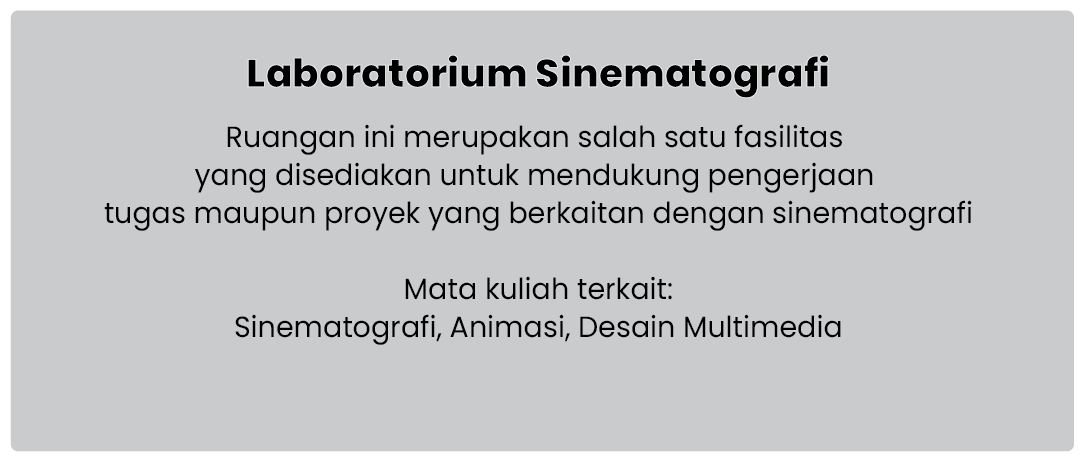 Laboratorium Sinematografi
Ruangan ini merupakan salah satu fasilitas
yang disediakan untuk mendukung pengerjaan
tugas maupun proyek yang berkaitan dengan sinematografi
Mata kuliah terkait:
Sinematografi, Animasi, Desain Multimedia